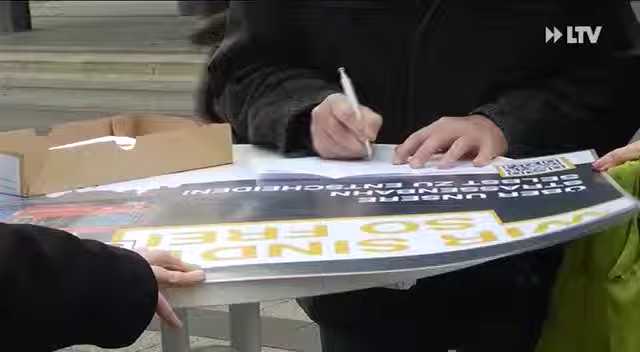 LTV
WIR SIND
SO FREI
ÜBER UNSERE
STRASSENBAHN
SELBST ZU ENTSCHEIDEN!